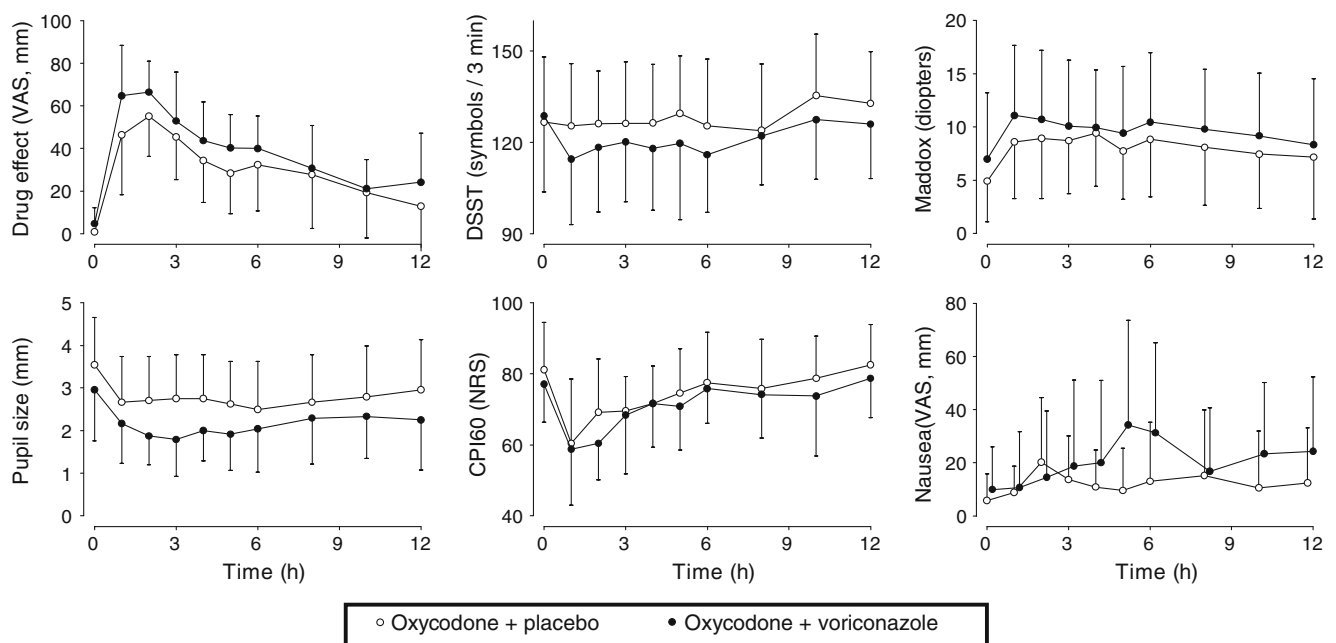 Drug effect (VAS, mm)
100
80
60
40
20
0
0 3 6 9 12
DSST (symbols / 3 min)
150
120
90
0 3 6 9 12
Maddox (diopters)
20
15
10
5
0
0 3 6 9 12
Pupil size (mm)
5
4
3
2
1
0
0 3 6 9 12
Time (h)
CPI60 (NRS)
100
80
60
40
0 3 6 9 12
Time (h)
Nausea(VAS, mm)
80
60
40
20
0
0 3 6 9 12
Time (h)
Oxycodone + placebo Oxycodone + voriconazole